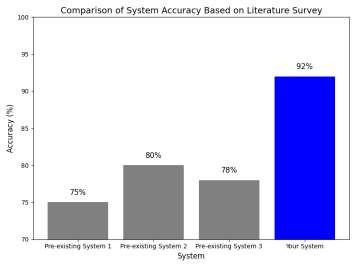 Comparison of System Accuracy Based on Literature Survey
100
95
90
85
80
75
70
Accuracy (%)
75%
80%
78%
92%
Pre-existing System 1
Pre-existing System 2
Pre-existing System 3
Your System
System